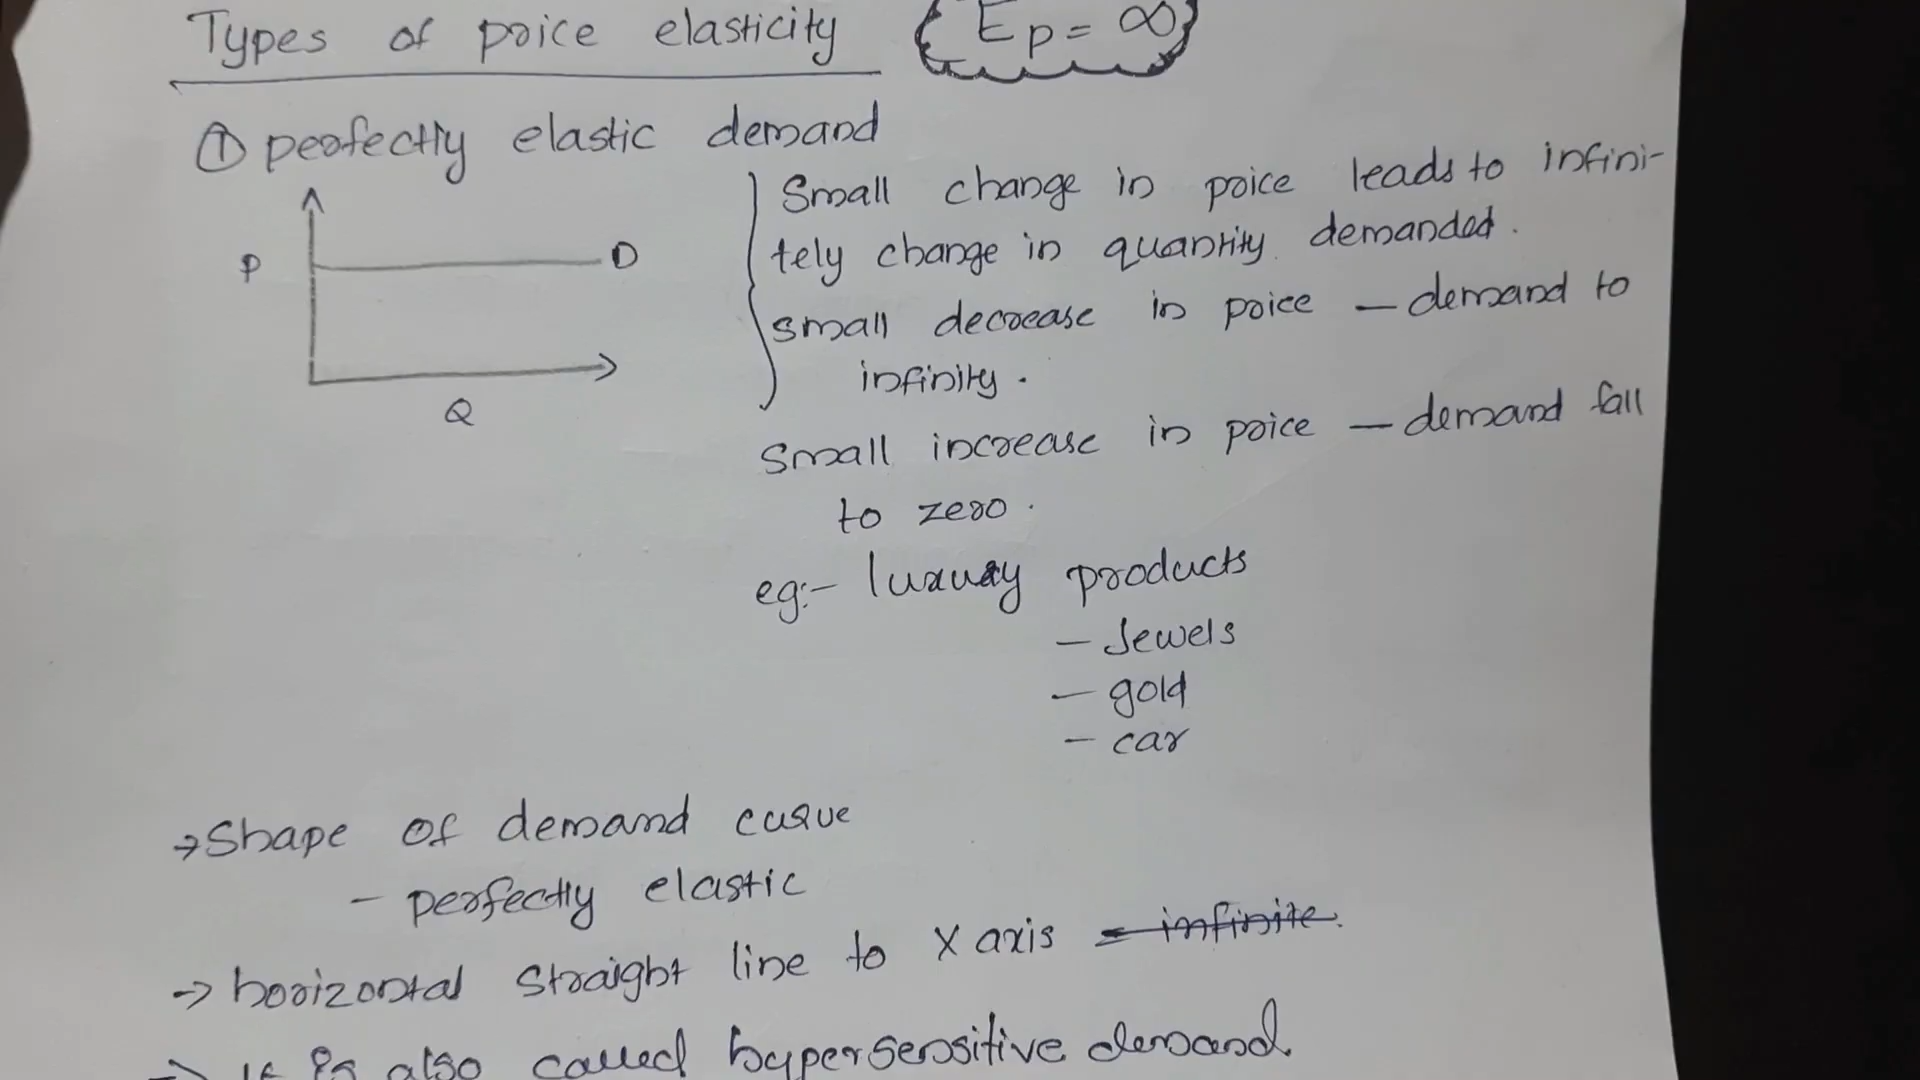 Types of price elasticity
Ep = ∞
① perfectly elastic demand
P
D
Q
Small change in price leads to infini-
tely change in quantity demanded.
small decrease in price — demand to
infinity.
Small increase in price — demand fall
to zero.
eg:- luxury products
- Jewels
- gold
- car
→ Shape of demand curve
- perfectly elastic
→ horizontal straight line to X axis - infinite.
→ It is also called hypersensitive demand